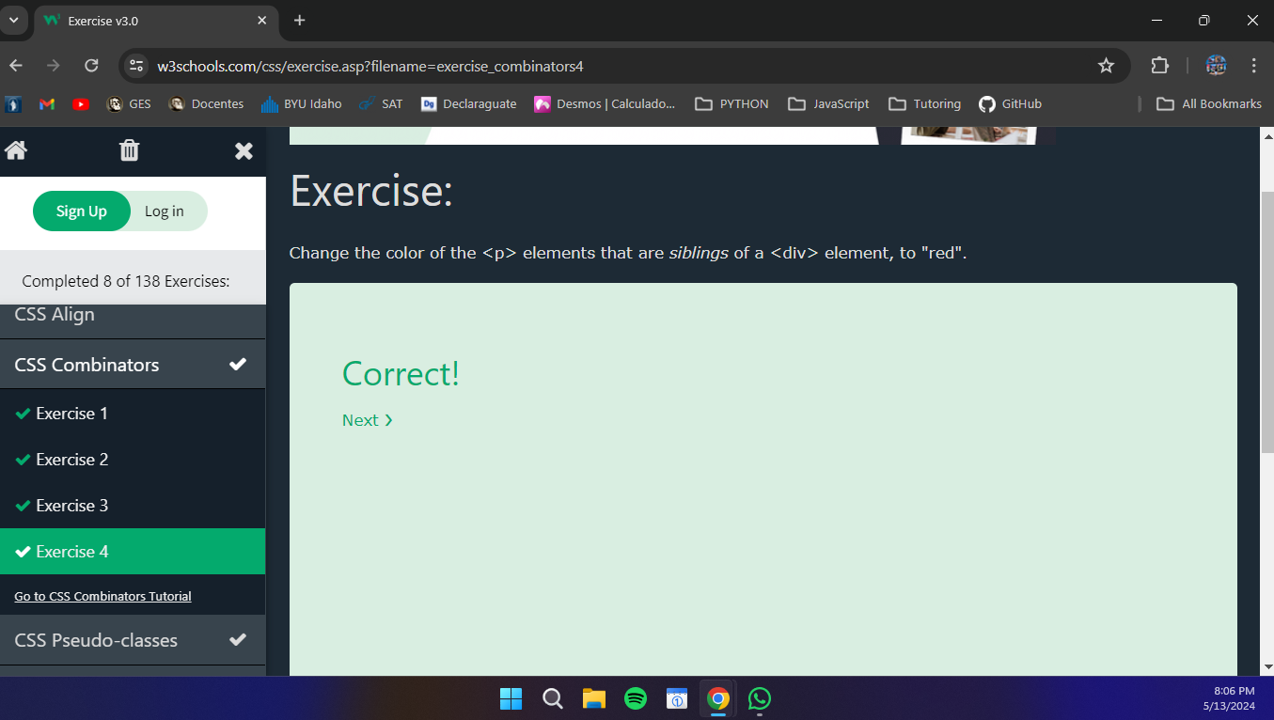 Exercise v3.0
w3schools.com/css/exercise.asp?filename=exercise_combinators4
GES
Docentes
BYU Idaho
SAT
Dg
Declaraguate
Desmos | Calculado...
PYTHON
JavaScript
Tutoring
GitHub
All Bookmarks
Sign Up
Log in
Completed 8 of 138 Exercises:
CSS Align
CSS Combinators
Exercise 1
Exercise 2
Exercise 3
Exercise 4
Go to CSS Combinators Tutorial
CSS Pseudo-classes
Exercise:
Change the color of the <p> elements that are siblings of a <div> element, to "red".
Correct!
Next ❯
8:06 PM
5/13/2024